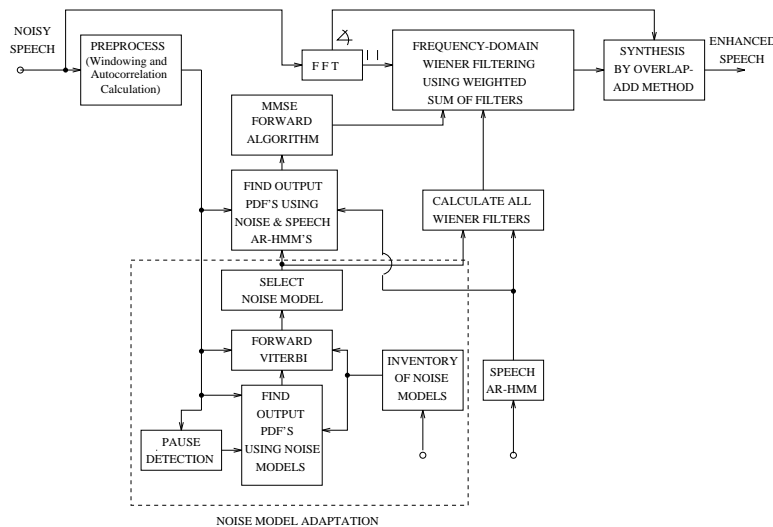 NOISY
SPEECH
PREPROCESS
(Windowing and
Autocorrelation
Calculation)
F F T
| |
FREQUENCY-DOMAIN
WIENER FILTERING
USING WEIGHTED
SUM OF FILTERS
SYNTHESIS
BY OVERLAP-
ADD METHOD
ENHANCED
SPEECH
MMSE
FORWARD
ALGORITHM
FIND OUTPUT
PDF'S USING
NOISE & SPEECH
AR-HMM'S
CALCULATE ALL
WIENER FILTERS
SELECT
NOISE MODEL
FORWARD
VITERBI
INVENTORY
OF NOISE
MODELS
SPEECH
AR-HMM
FIND
OUTPUT
PDF'S
USING NOISE
MODELS
PAUSE
DETECTION
NOISE MODEL ADAPTATION